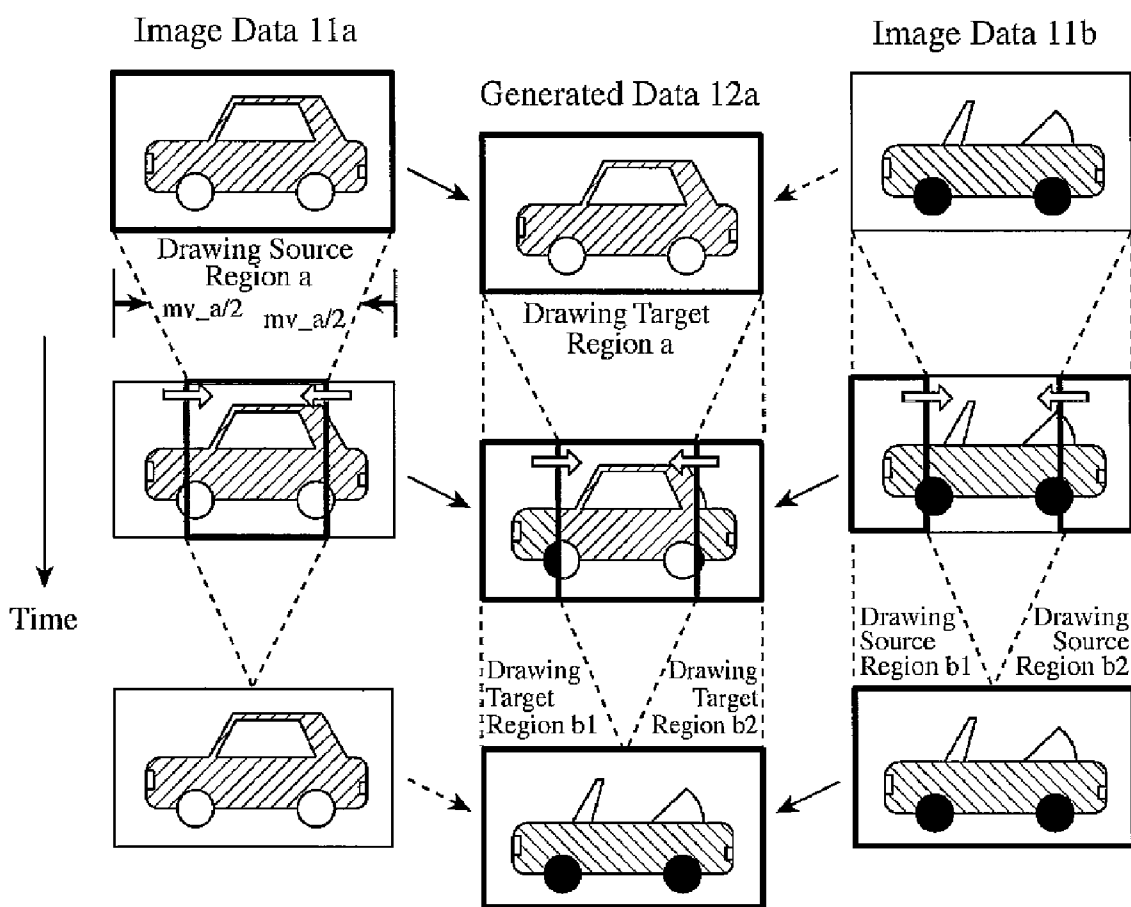 Image Data 11a
Image Data 11b
Generated Data 12a
Drawing Source
Region a
mv_a/2
mv_a/2
Drawing Target
Region a
Time
Drawing
Target
Region b1
Drawing
Target
Region b2
Drawing
Source
Region b1
Drawing
Source
Region b2